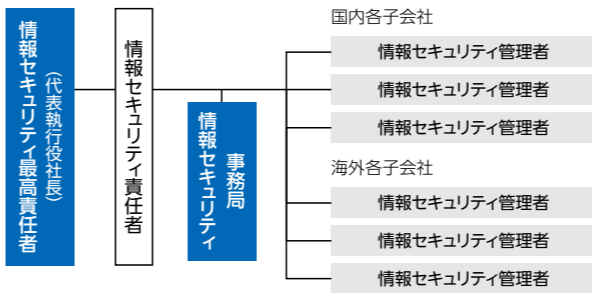 情報セキュリティ最高責任者
（代表執行役社長）
情報セキュリティ責任者
情報セキュリティ
事務局
国内各子会社
情報セキュリティ管理者
情報セキュリティ管理者
情報セキュリティ管理者
海外各子会社
情報セキュリティ管理者
情報セキュリティ管理者
情報セキュリティ管理者